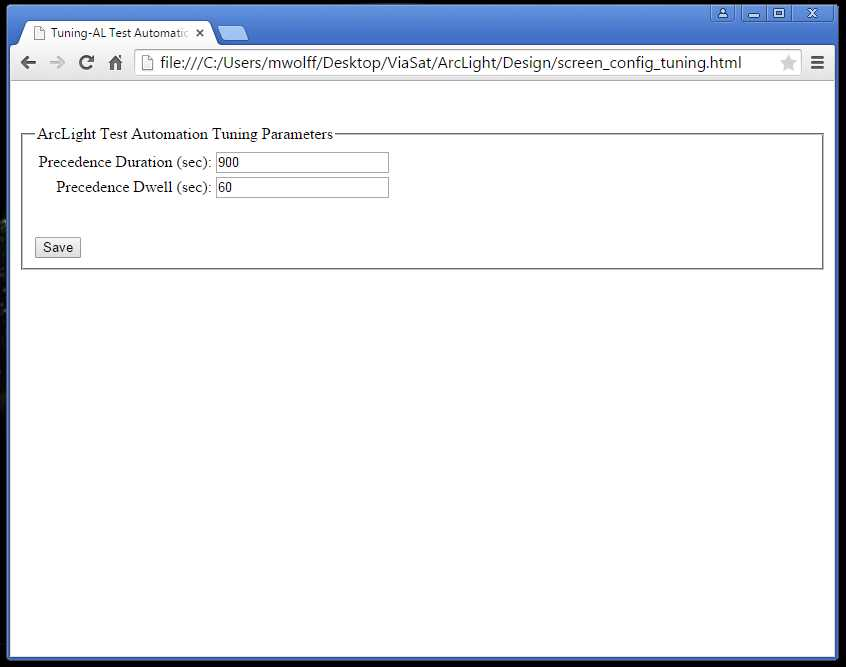 Tuning-AL Test Automatic
file:///C:/Users/mwolff/Desktop/ViaSat/ArcLight/Design/screen_config_tuning.html
ArcLight Test Automation Tuning Parameters
Precedence Duration (sec): 900
Precedence Dwell (sec): 60
Save